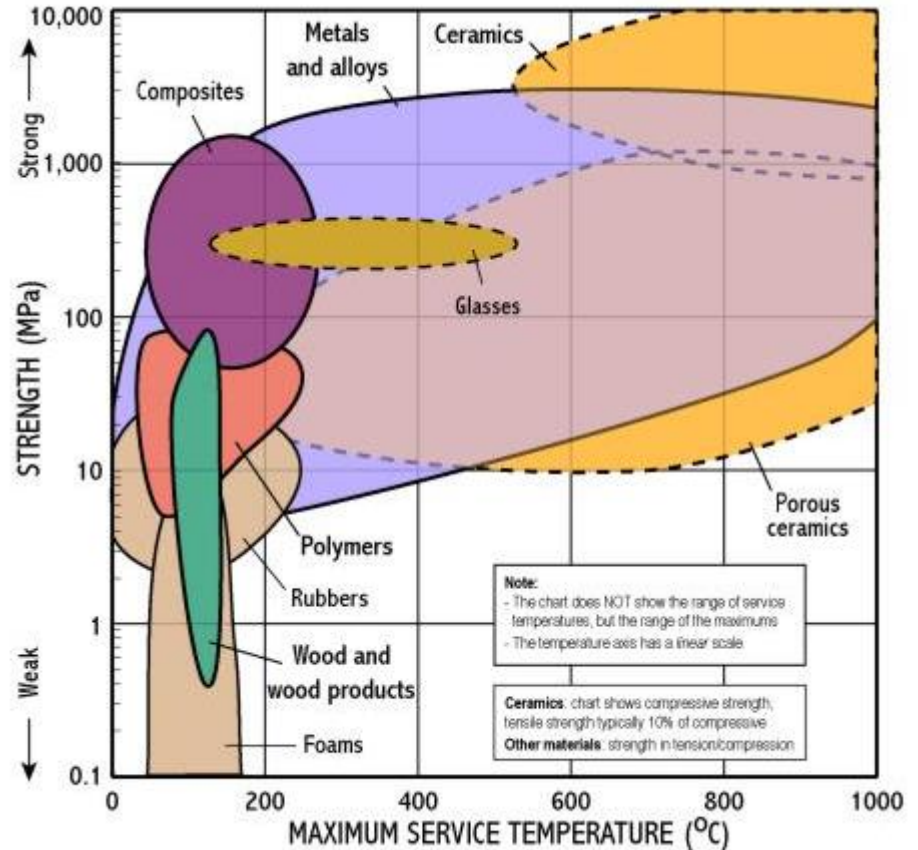 10,000
1,000
100
10
1
0.1
Strong
STRENGTH (MPa)
Weak
Metals
and alloys
Ceramics
Composites
Glasses
Polymers
Rubbers
Wood and
wood products
Foams
Porous
ceramics
Note:
- The chart does NOT show the range of service
temperatures, but the range of the maximums
- The temperature axis has a linear scale
Ceramics: chart shows compressive strength,
tensile strength typically 10% of compressive
Other materials: strength in tension/compression
0
200
400
600
800
1000
MAXIMUM SERVICE TEMPERATURE (°C)